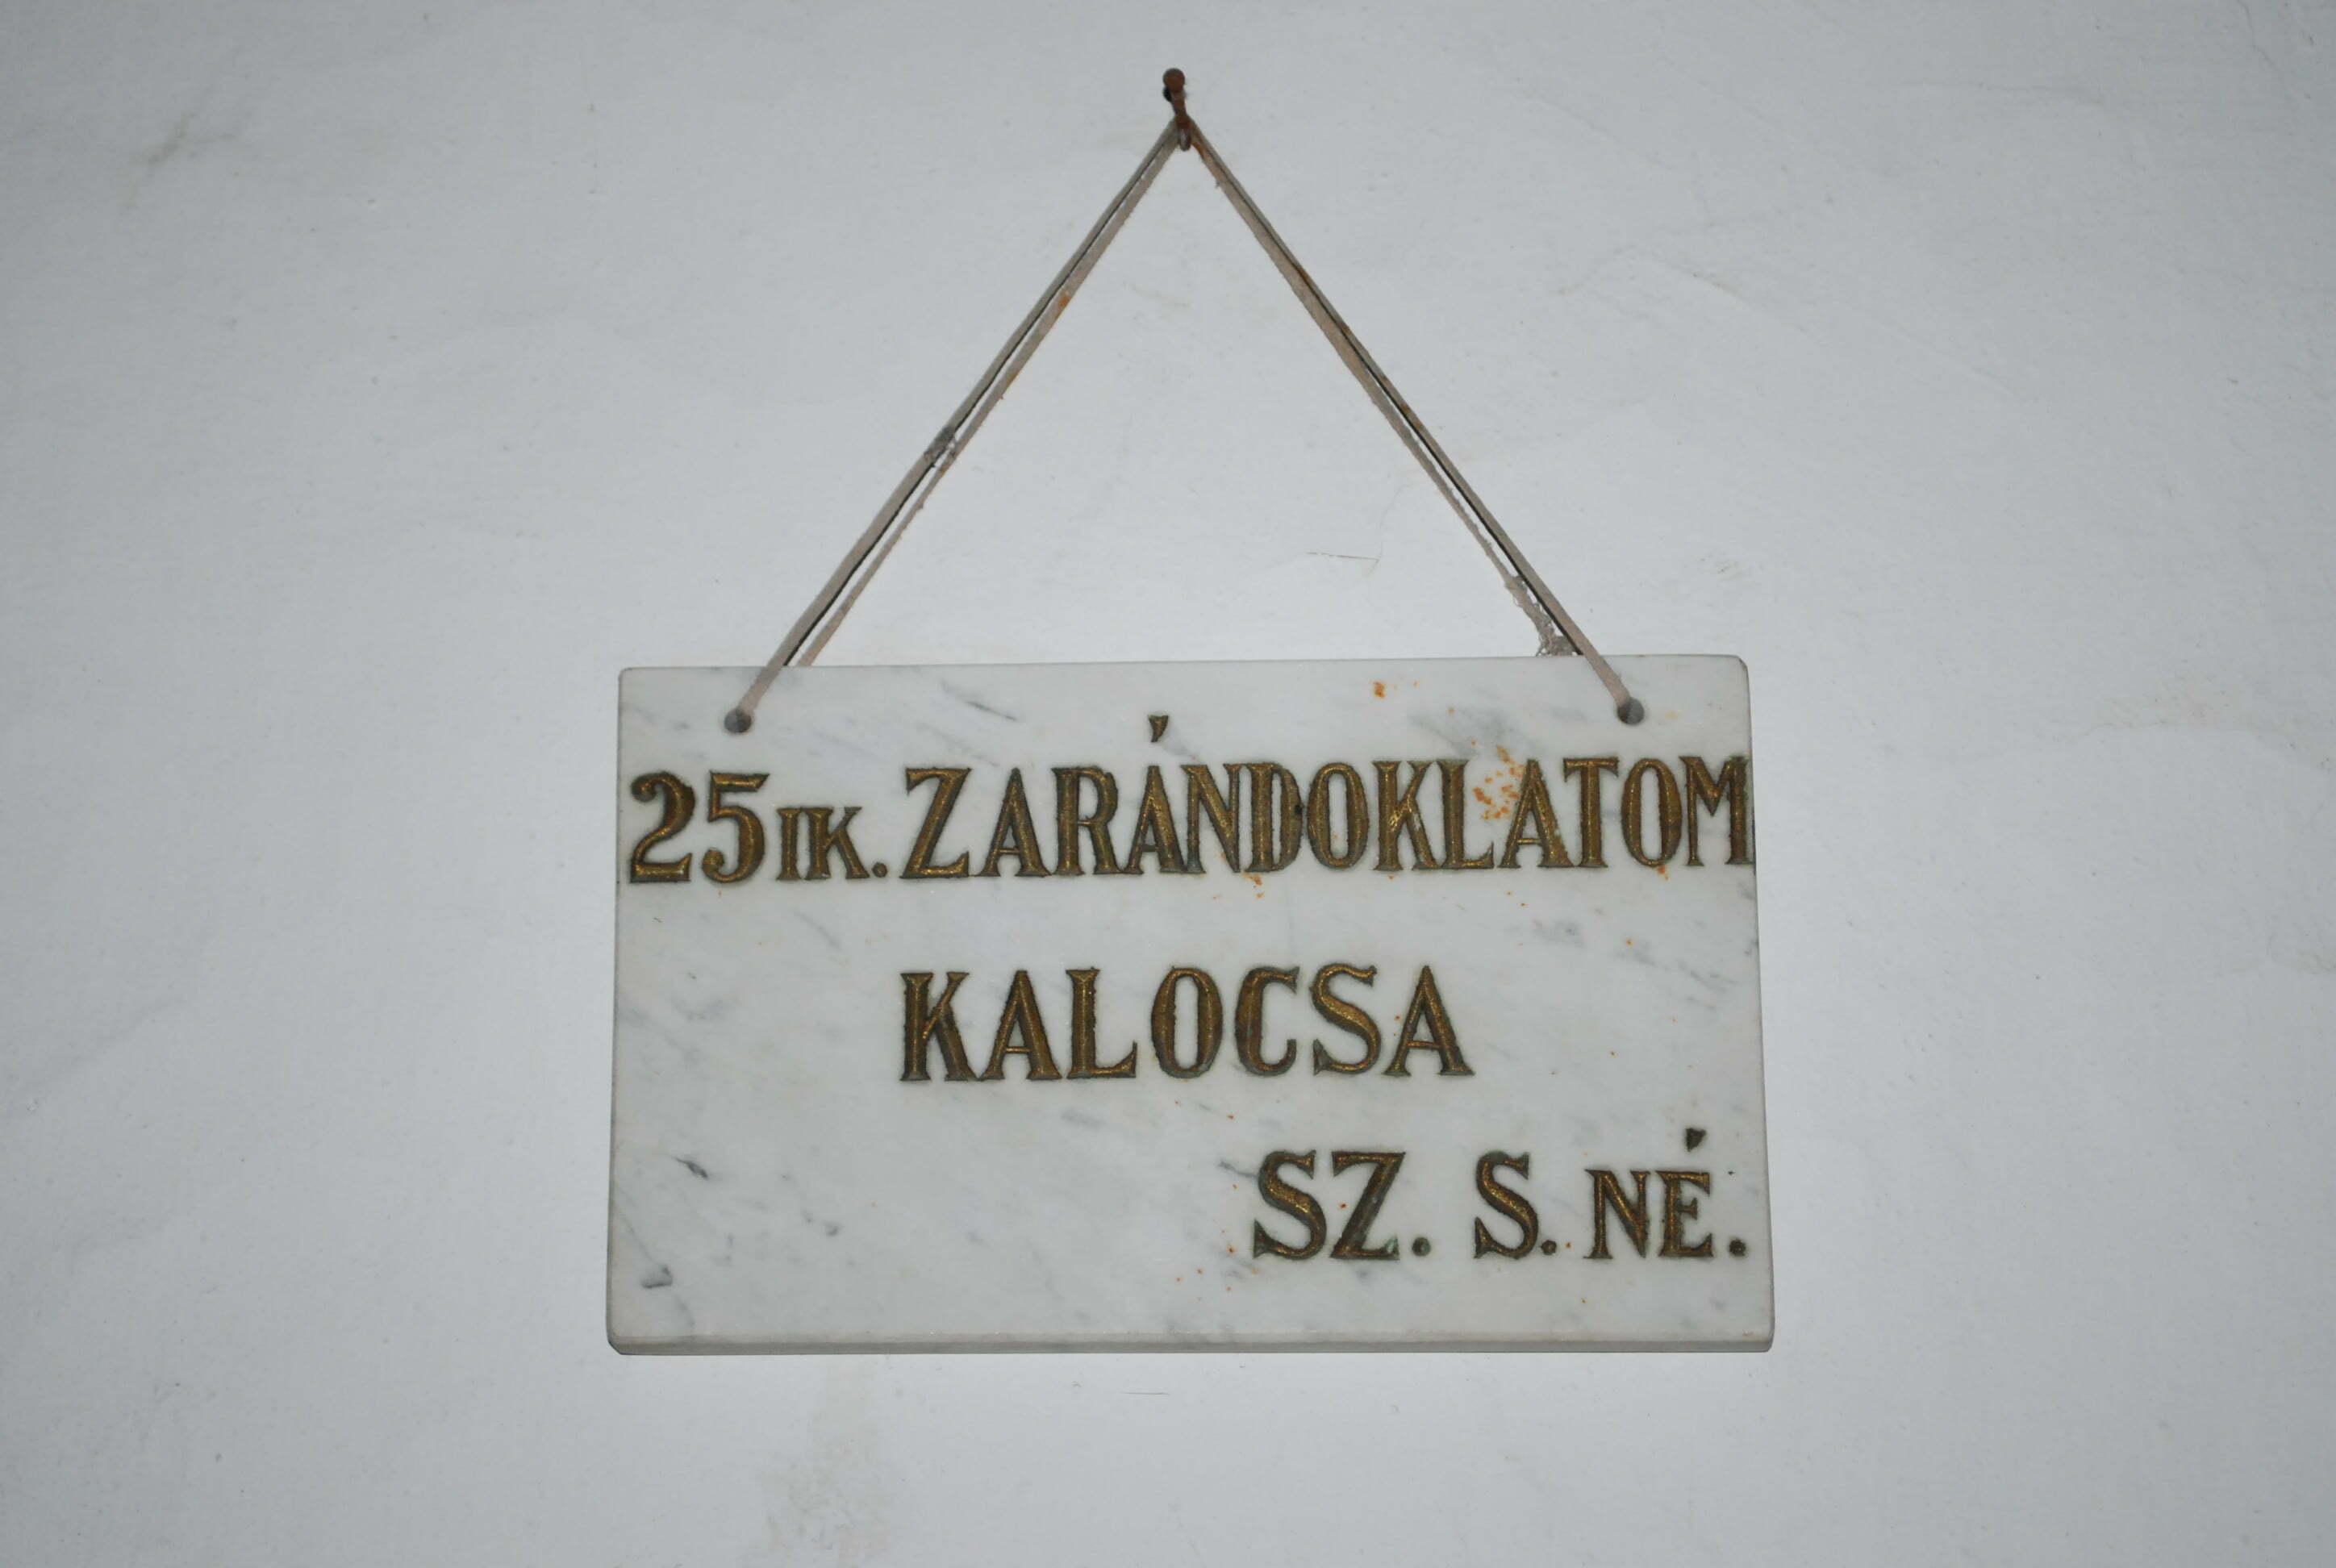 25IK. ZARÁNDOKLATOM
KALOCSA
SZ. S. NÉ.